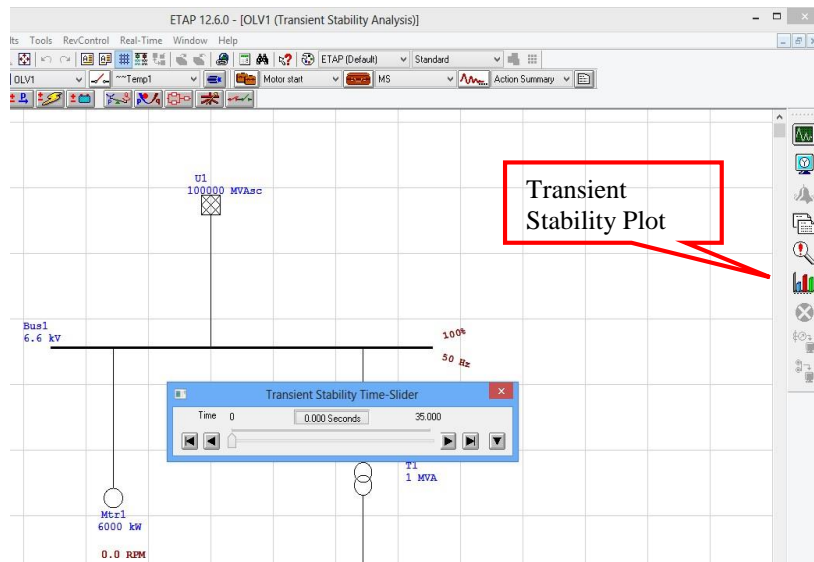 ETAP 12.6.0 - [OLV1 (Transient Stability Analysis)]
Tools RevControl Real-Time Window Help
ETAP (Default) Standard
OLV1 ~~Temp1 Motor start MS Action Summary
U1
100000 MVAsc
Transient
Stability Plot
Bus1
6.6 kV
100%
50 Hz
Transient Stability Time-Slider
Time 0 0.000 Seconds 35.000
T1
1 MVA
Mtr1
6000 kW
0.0 RPM